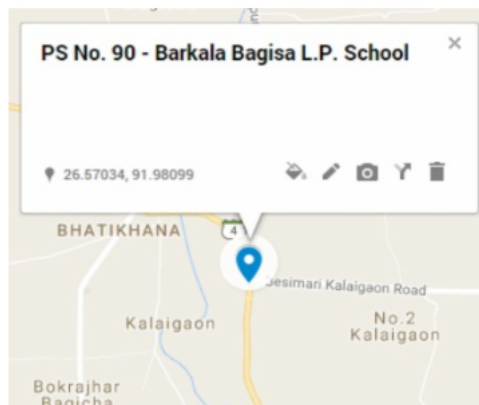 PS No. 90 - Barkala Bagisa L.P. School
26.57034, 91.98099
BHATIKHANA
4
Besimari Kalaigaon Road
Kalaigaon
No.2
Kalaigaon
Bokrajhar
Bagicha